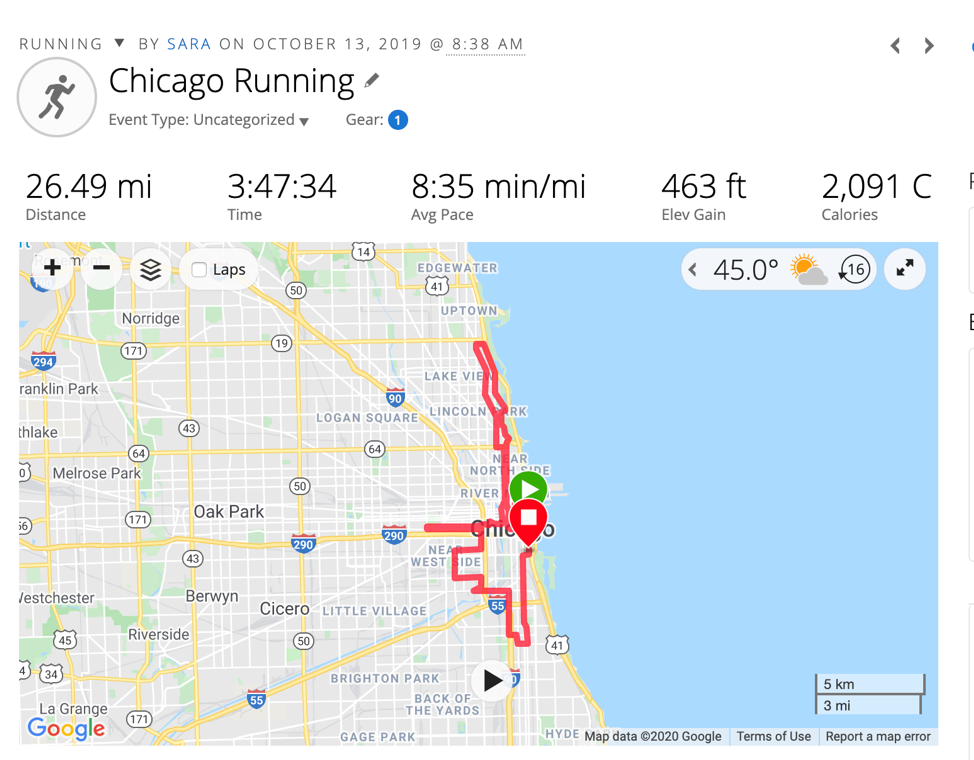 RUNNING ▼ BY SARA ON OCTOBER 13, 2019 @ 8:38 AM
Chicago Running
Event Type: Uncategorized ▼ Gear: 1
26.49 mi 3:47:34 8:35 min/mi 463 ft 2,091 C
Distance Time Avg Pace Elev Gain Calories
+ − Laps 45.0° 16
14
EDGEWATER
41
50
UPTOWN
Norridge
171 19
294
LAKE VIE
ranklin Park
90
LOGAN SQUARE LINCOLN PARK
43
thlake
64 64
NEAR
NORTH SIDE
Melrose Park
50 RIVER
Oak Park
171
Chicago
290 290
NEAR
WEST SIDE
43
Westchester Berwyn
Cicero LITTLE VILLAGE 55
Riverside
45 50 41
34
BRIGHTON PARK
55
BACK OF
THE YARDS
La Grange
171
GAGE PARK HYDE
5 km
3 mi
Google
Map data ©2020 Google Terms of Use Report a map error